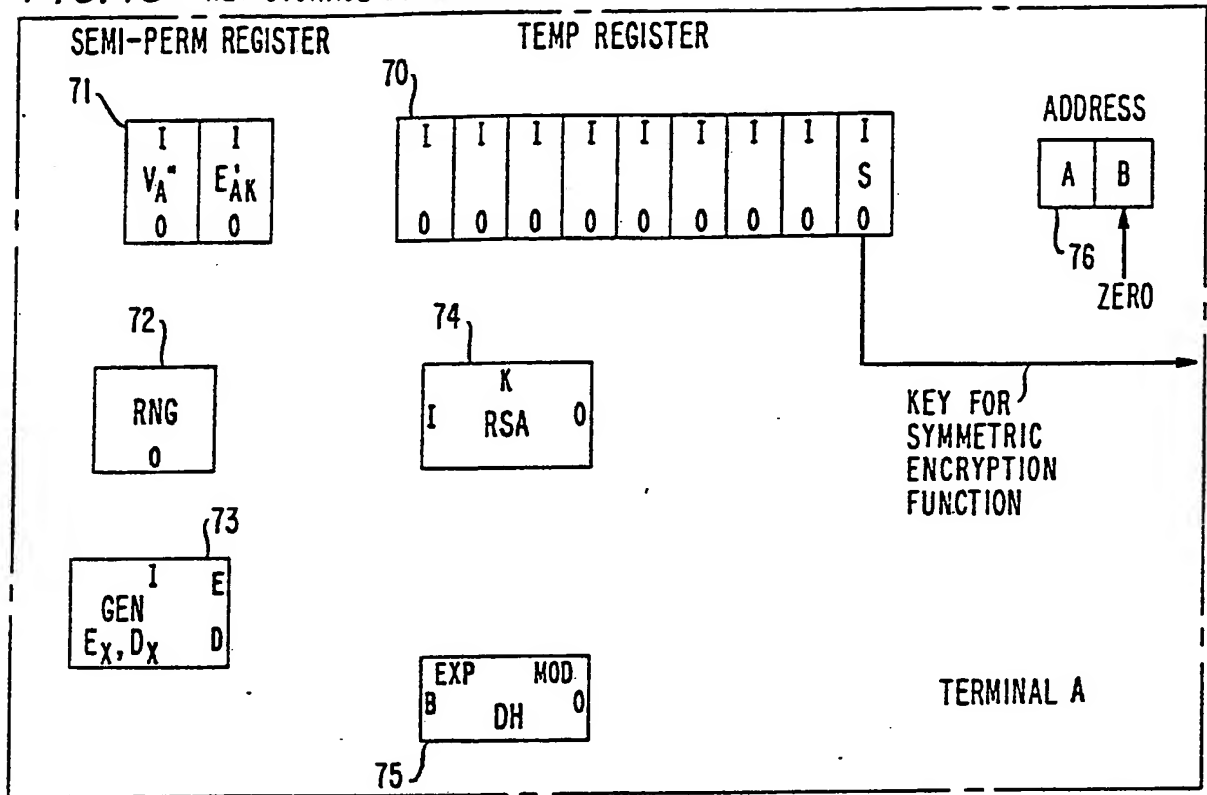 SEMI-PERM REGISTER
TEMP REGISTER
71
I I
V_A" E'_AK
0 0
70
I I I I I I I I I
S
0 0 0 0 0 0 0 0 0
ADDRESS
A B
76
ZERO
72
RNG
0
74
K
I RSA 0
KEY FOR
SYMMETRIC
ENCRYPTION
FUNCTION
73
I E
GEN
E_X, D_X D
EXP MOD
B DH 0
75
TERMINAL A